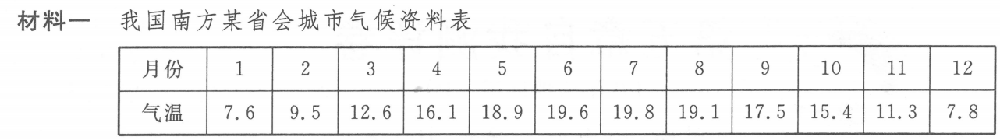 材料一 我国南方某省会城市气候资料表
月份 1 2 3 4 5 6 7 8 9 10 11 12
气温 7.6 9.5 12.6 16.1 18.9 19.6 19.8 19.1 17.5 15.4 11.3 7.8